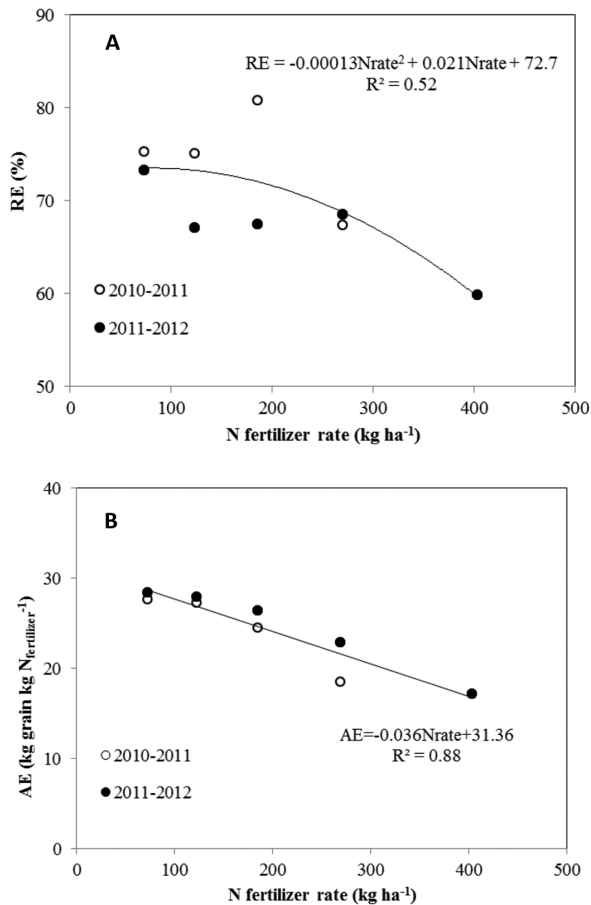 90
80
70
60
50
RE (%)
A
RE = -0.00013Nrate² + 0.021Nrate + 72.7
R² = 0.52
2010-2011
2011-2012
0 100 200 300 400 500
N fertilizer rate (kg ha⁻¹)
40
30
20
10
0
AE (kg grain kg Nfertilizer⁻¹)
B
AE=-0.036Nrate+31.36
R² = 0.88
2010-2011
2011-2012
0 100 200 300 400 500
N fertilizer rate (kg ha⁻¹)